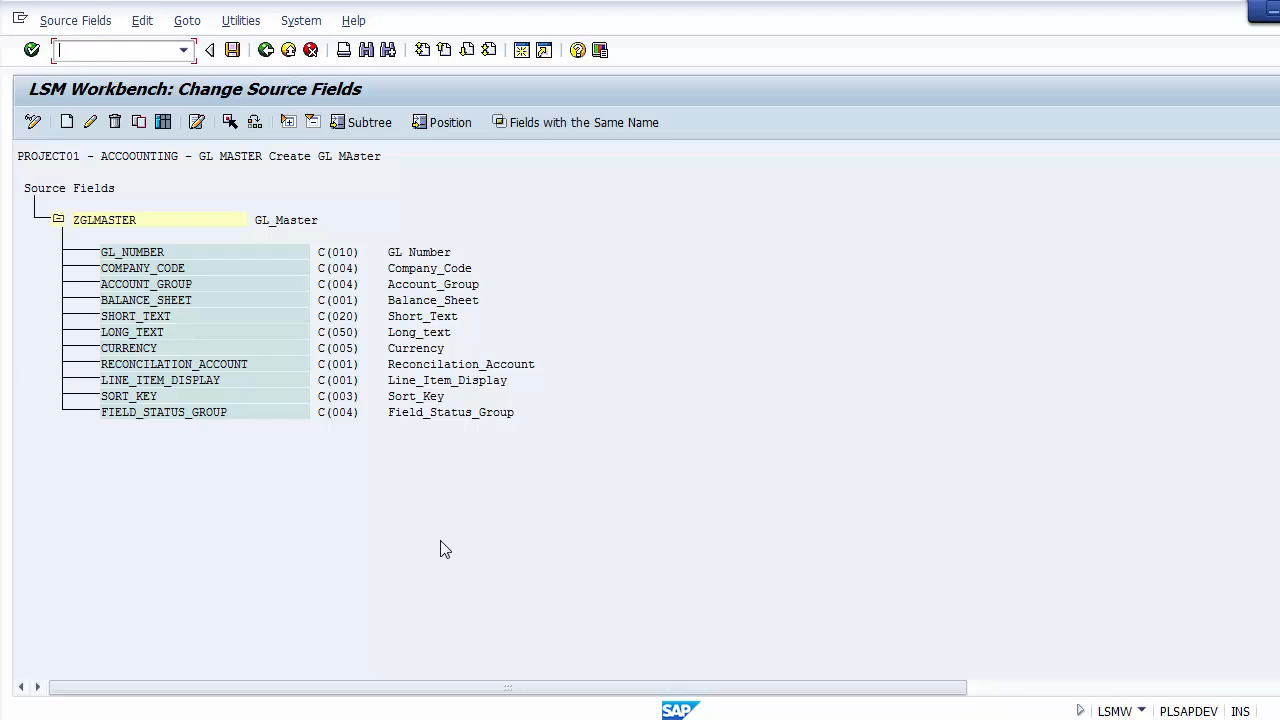 Source Fields Edit Goto Utilities System Help
LSM Workbench: Change Source Fields
Subtree Position Fields with the Same Name
PROJECT01 - ACCOOUNTING - GL MASTER Create GL MAster
Source Fields
ZGLMASTER GL_Master
GL_NUMBER C(010) GL Number
COMPANY_CODE C(004) Company_Code
ACCOUNT_GROUP C(004) Account_Group
BALANCE_SHEET C(001) Balance_Sheet
SHORT_TEXT C(020) Short_Text
LONG_TEXT C(050) Long_text
CURRENCY C(005) Currency
RECONCILATION_ACCOUNT C(001) Reconcilation_Account
LINE_ITEM_DISPLAY C(001) Line_Item_Display
SORT_KEY C(003) Sort_Key
FIELD_STATUS_GROUP C(004) Field_Status_Group
SAP LSMW PLSAPDEV INS